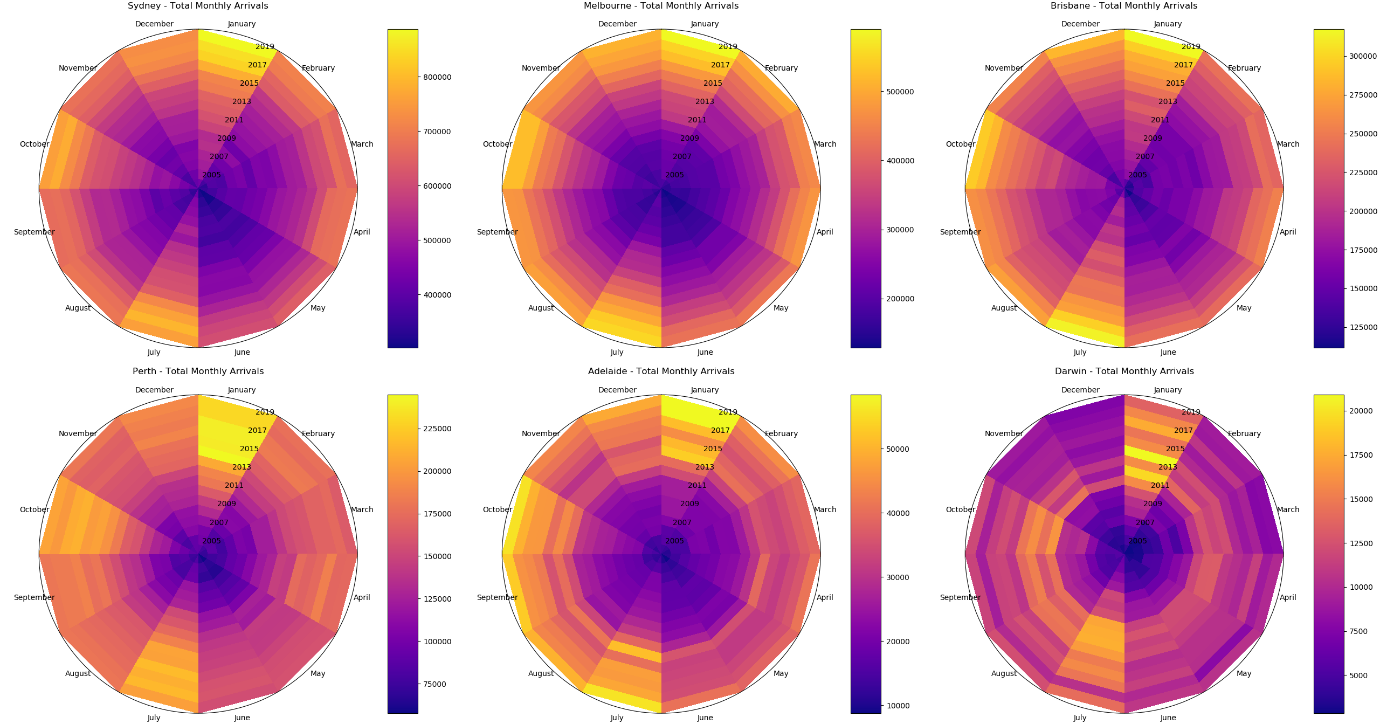 Sydney - Total Monthly Arrivals
December
January
2019
2017
2015
2013
2011
2009
2007
2005
November
February
October
March
September
April
August
May
July
June
800000
700000
600000
500000
400000
Melbourne - Total Monthly Arrivals
December
January
2019
2017
2015
2013
2011
2009
2007
2005
November
February
October
March
September
April
August
May
July
June
500000
400000
300000
200000
Brisbane - Total Monthly Arrivals
December
January
2019
2017
2015
2013
2011
2009
2007
2005
November
February
October
March
September
April
August
May
July
June
300000
275000
250000
225000
200000
175000
150000
125000
Perth - Total Monthly Arrivals
December
January
2019
2017
2015
2013
2011
2009
2007
2005
November
February
October
March
September
April
August
May
July
June
225000
200000
175000
150000
125000
100000
75000
Adelaide - Total Monthly Arrivals
December
January
2019
2017
2015
2013
2011
2009
2007
2005
November
February
October
March
September
April
August
May
July
June
50000
40000
30000
20000
10000
Darwin - Total Monthly Arrivals
December
January
2019
2017
2015
2013
2011
2009
2007
2005
November
February
October
March
September
April
August
May
July
June
20000
17500
15000
12500
10000
7500
5000